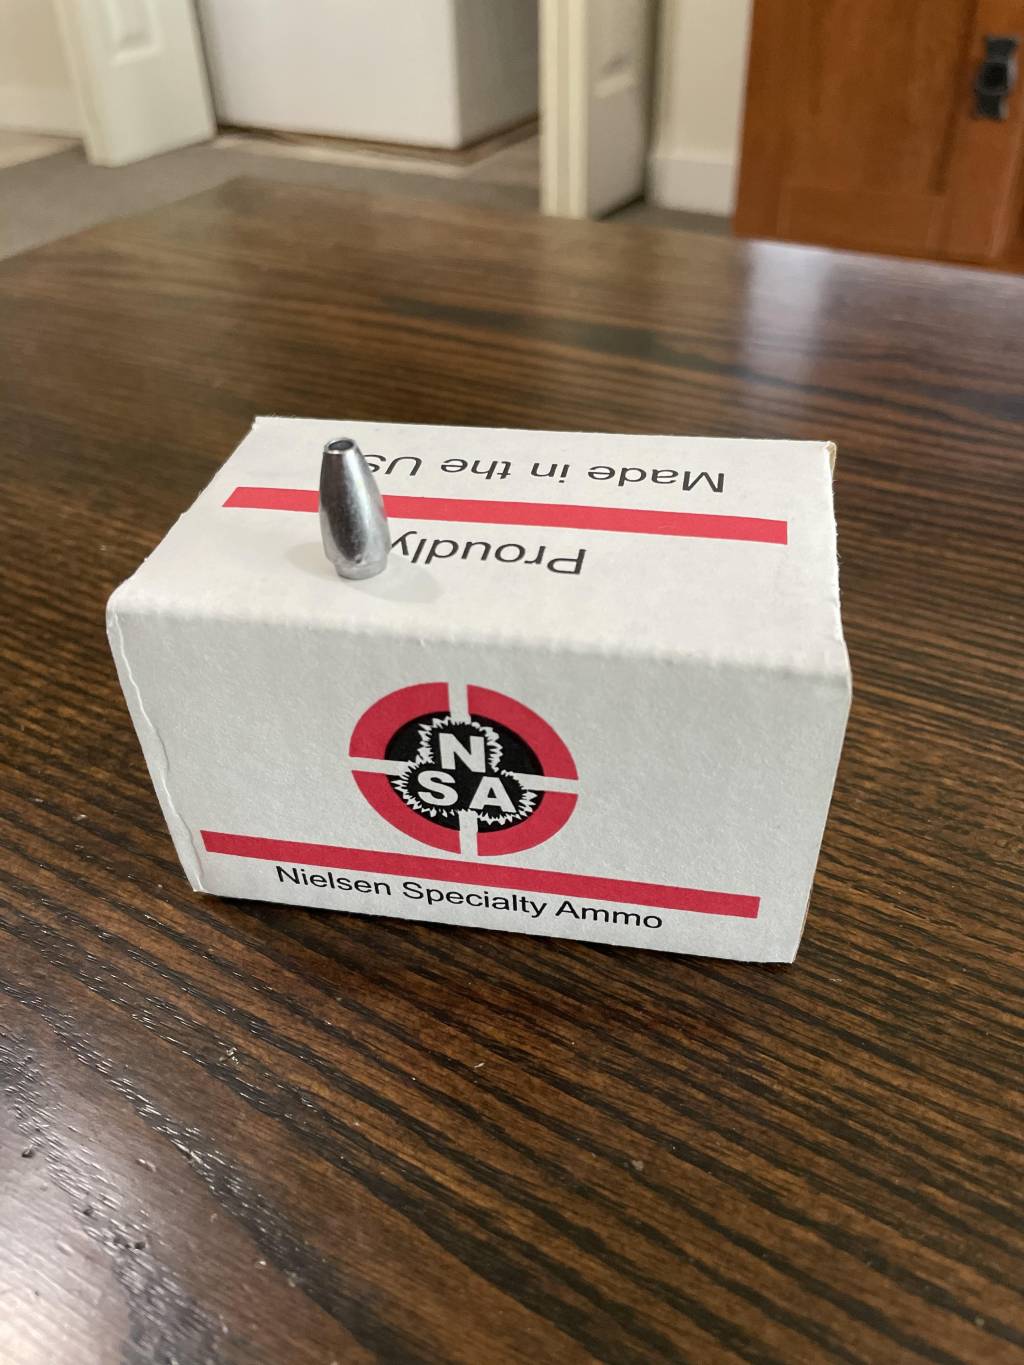 Proudly
Made in the US
N
SA
Nielsen Specialty Ammo